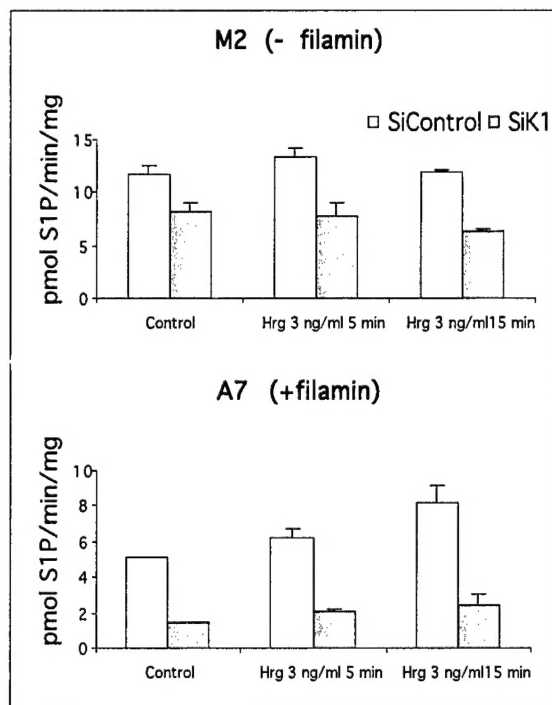 M2 (- filamin)
SiControl SiK1
pmol S1P/min/mg
15
10
5
0
Control Hrg 3 ng/ml 5 min Hrg 3 ng/ml15 min
A7 (+filamin)
pmol S1P/min/mg
10
8
6
4
2
0
Control Hrg 3 ng/ml 5 min Hrg 3 ng/ml15 min